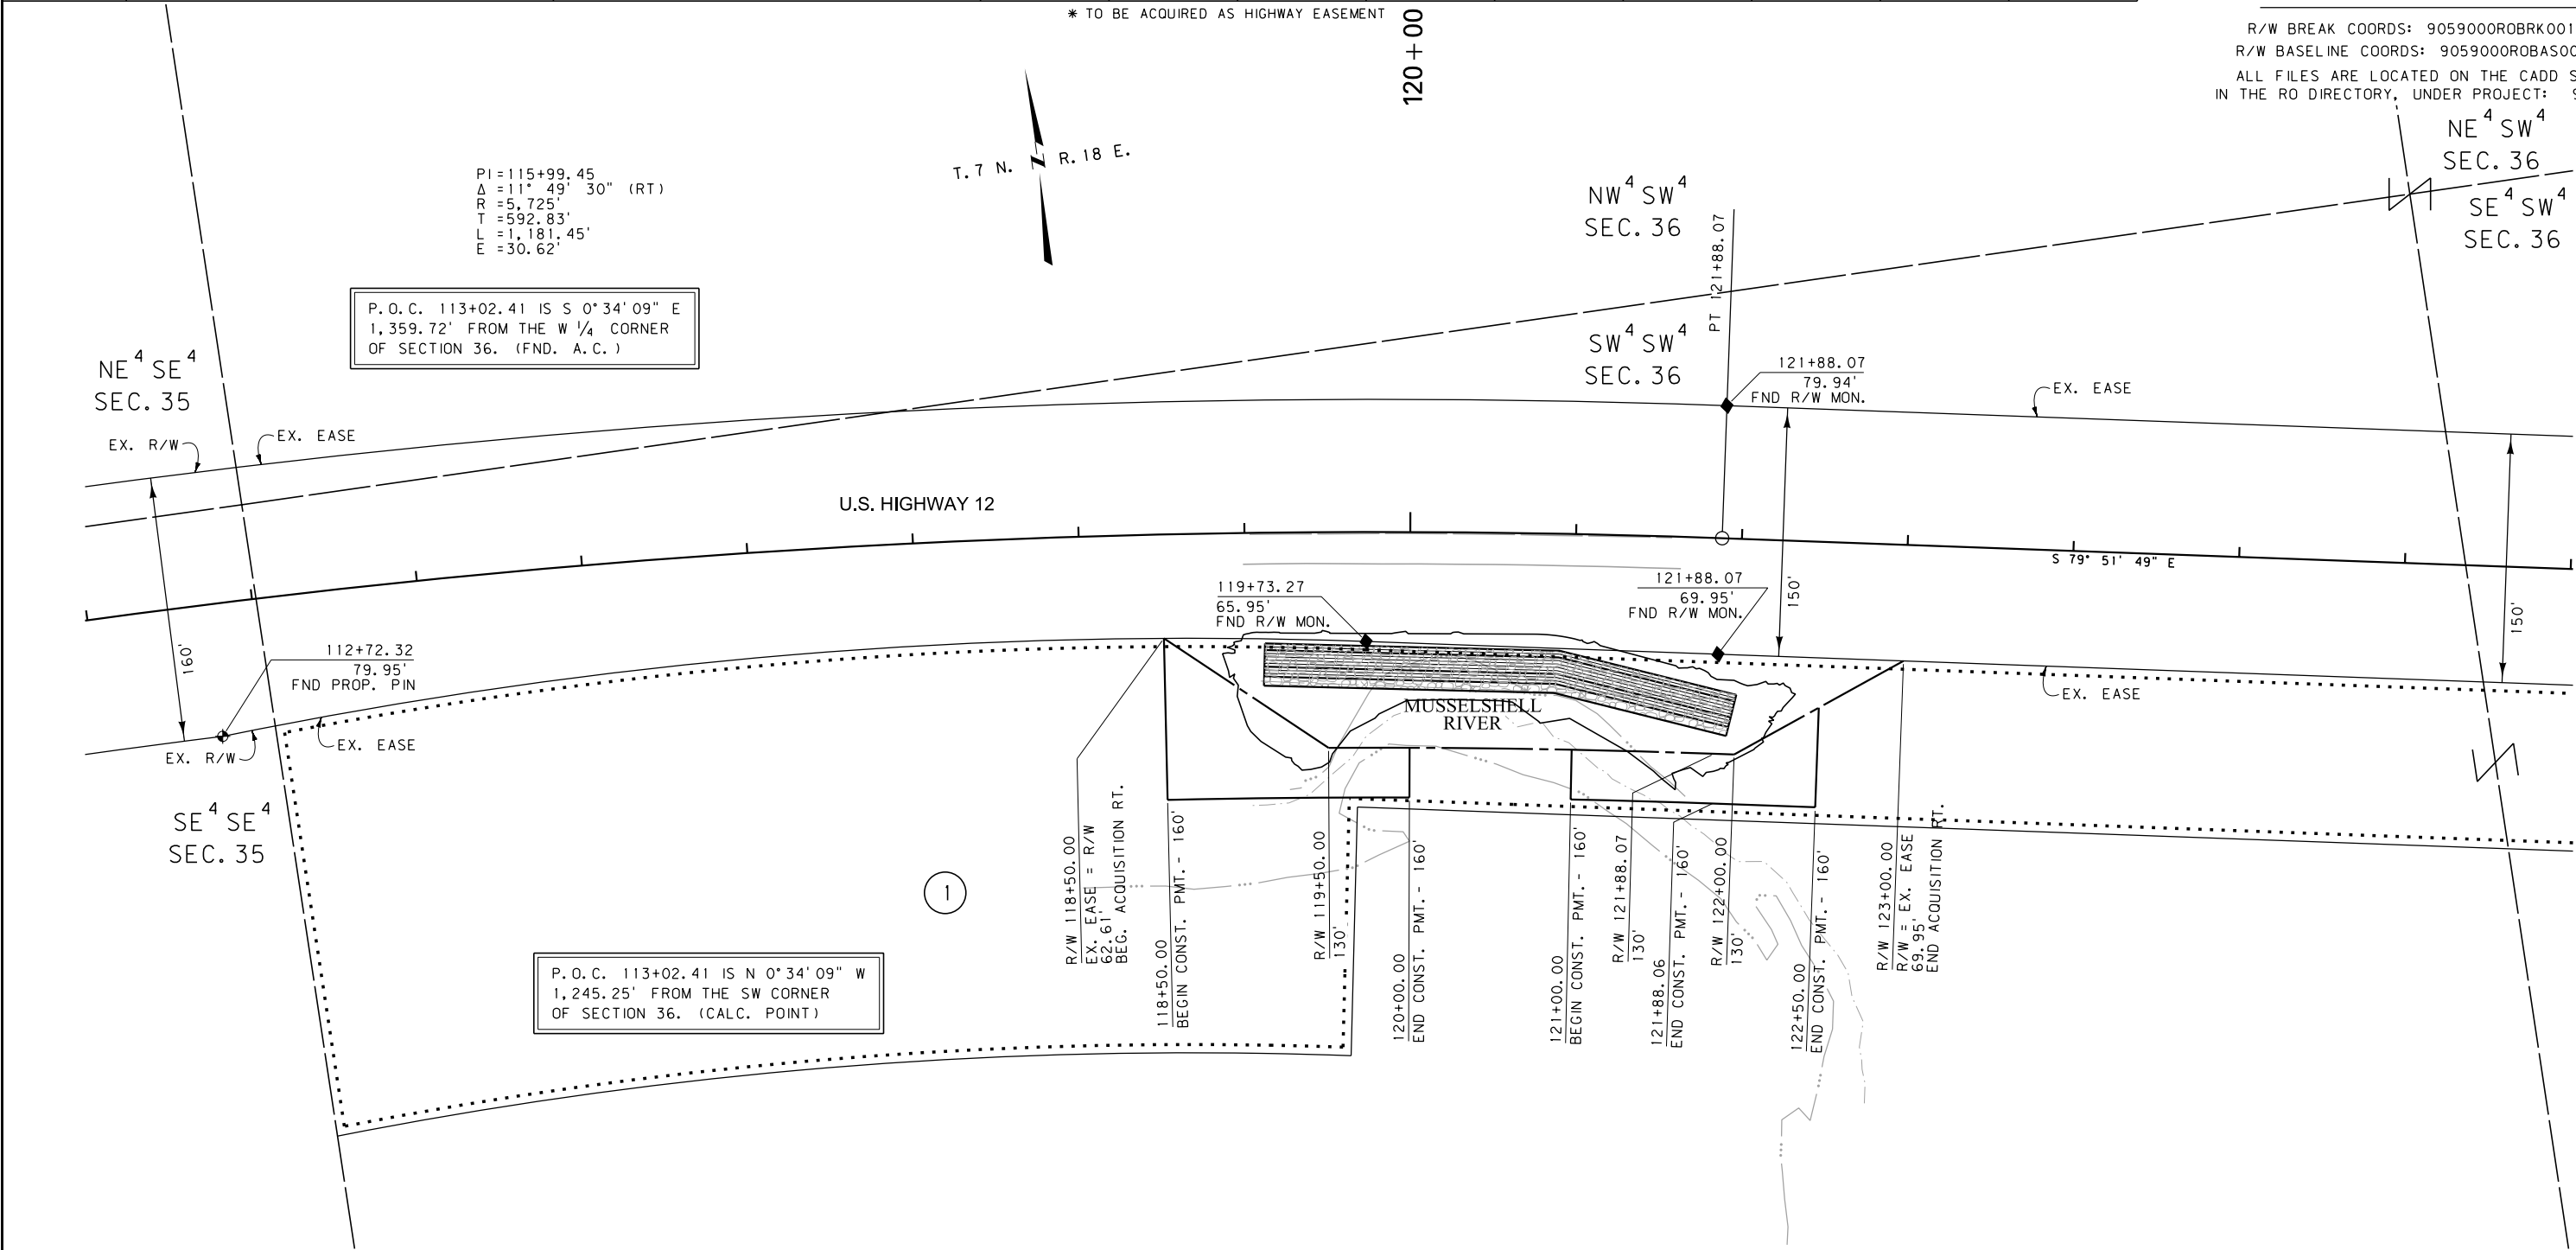 * TO BE ACQUIRED AS HIGHWAY EASEMENT
120+00
R/W BREAK COORDS: 9059000ROBRK001
R/W BASELINE COORDS: 9059000ROBAS00
ALL FILES ARE LOCATED ON THE CADD S
IN THE RO DIRECTORY, UNDER PROJECT: 9
PI=115+99.45
Δ =11° 49' 30" (RT)
R =5,725'
T =592.83'
L =1,181.45'
E =30.62'
T.7 N. R.18 E.
NW4 SW4
SEC.36
NE4 SW4
SEC.36
SE4 SW4
SEC.36
PT 121+88.07
P.O.C. 113+02.41 IS S 0°34'09" E
1,359.72' FROM THE W 1/4 CORNER
OF SECTION 36. (FND. A.C.)
SW4 SW4
SEC.36
NE4 SE4
SEC.35
121+88.07
79.94'
FND R/W MON.
EX. EASE
EX. R/W
EX. EASE
U.S. HIGHWAY 12
S 79° 51' 49" E
160'
119+73.27
65.95'
FND R/W MON.
121+88.07
69.95'
FND R/W MON.
150'
150'
112+72.32
79.95'
FND PROP. PIN
EX. R/W
EX. EASE
EX. EASE
MUSSELSHELL
RIVER
SE4 SE4
SEC.35
1
R/W 118+50.00
EX. EASE = R/W
62.61'
BEG. ACQUISITION RT.
118+50.00
BEGIN CONST. PMT.- 160'
R/W 119+50.00
130'
120+00.00
END CONST. PMT.- 160'
121+00.00
BEGIN CONST. PMT.- 160'
R/W 121+88.07
130'
121+88.06
END CONST. PMT.- 160'
R/W 122+00.00
130'
122+50.00
END CONST. PMT.- 160'
R/W 123+00.00
R/W = EX. EASE
69.95'
END ACQUISITION RT.
P.O.C. 113+02.41 IS N 0°34'09" W
1,245.25' FROM THE SW CORNER
OF SECTION 36. (CALC. POINT)